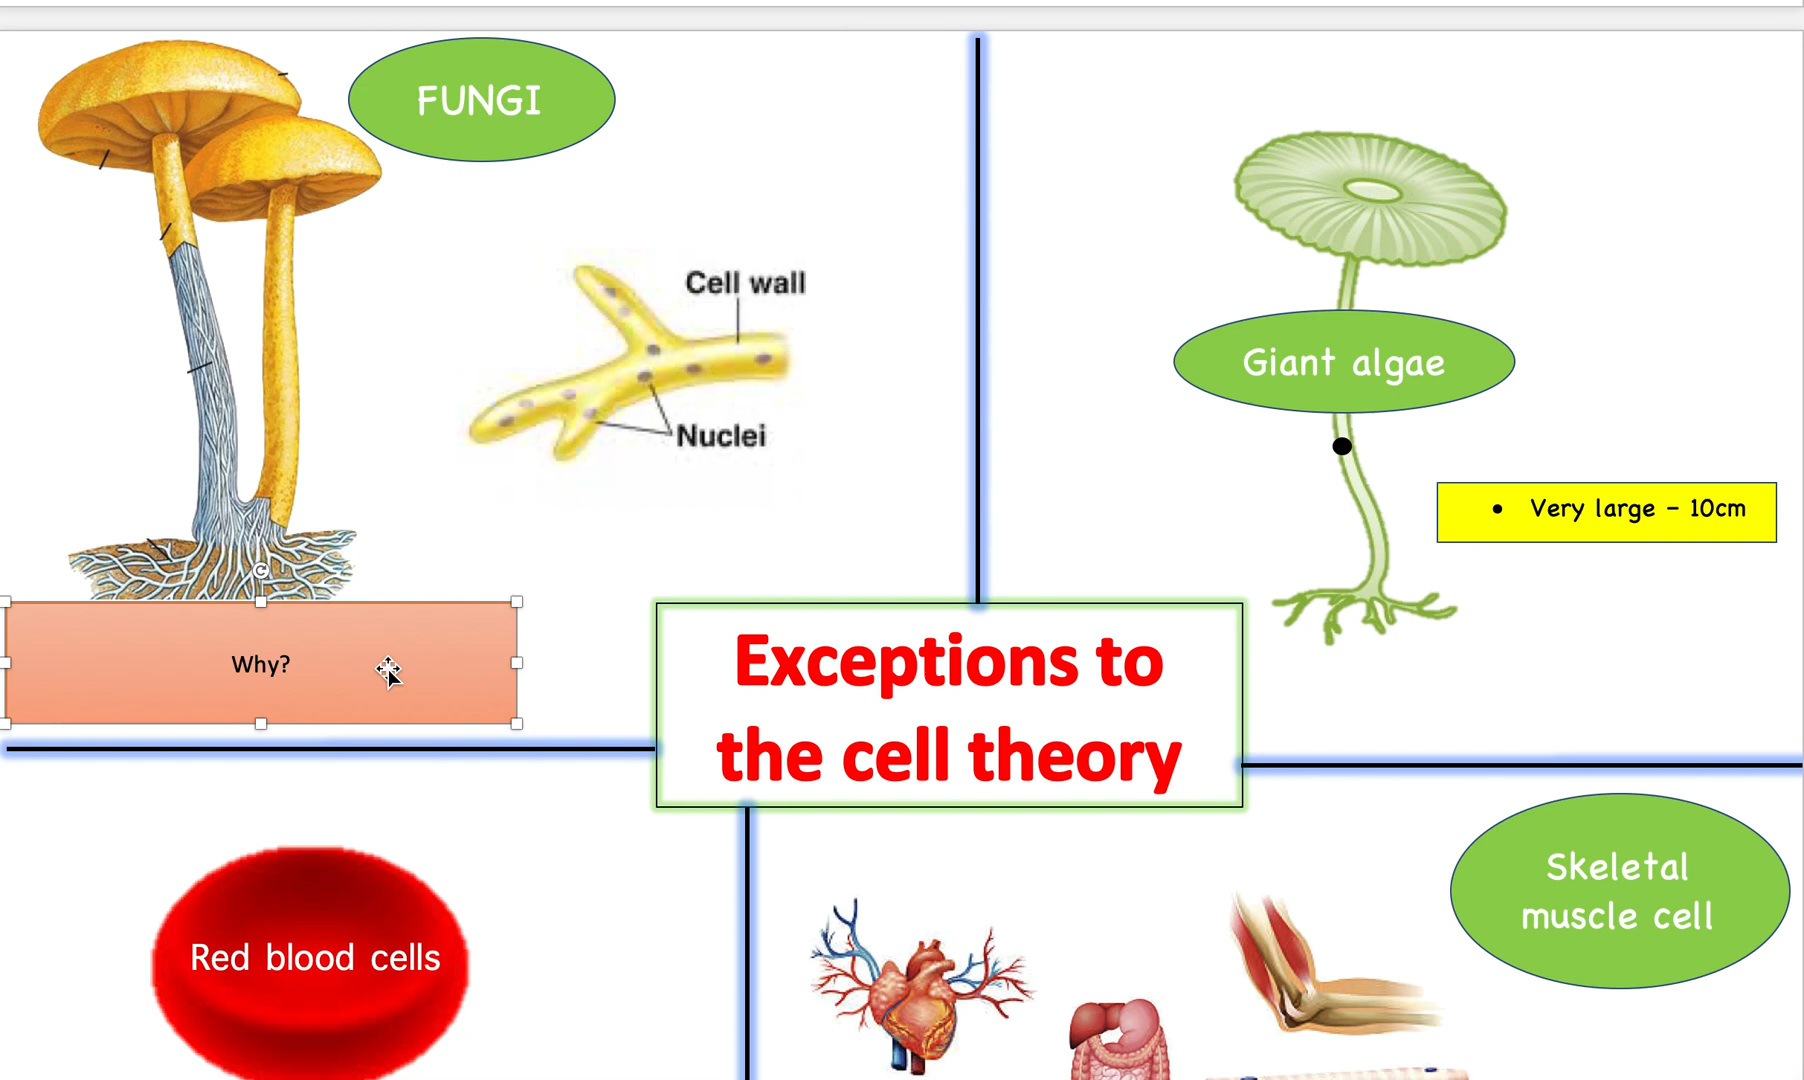 FUNGI
Cell wall
Nuclei
Why?
Giant algae
• Very large – 10cm
Exceptions to
the cell theory
Red blood cells
Skeletal
muscle cell